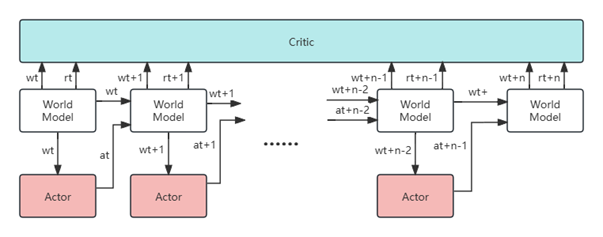 Critic
wt
rt
wt+1
rt+1
wt+n-1
rt+n-1
wt+n
rt+n
World
Model
wt
World
Model
wt+1
wt+n-2
World
Model
wt+
World
Model
at+n-2
wt
at
wt+1
at+1
......
wt+n-2
at+n-1
Actor
Actor
Actor